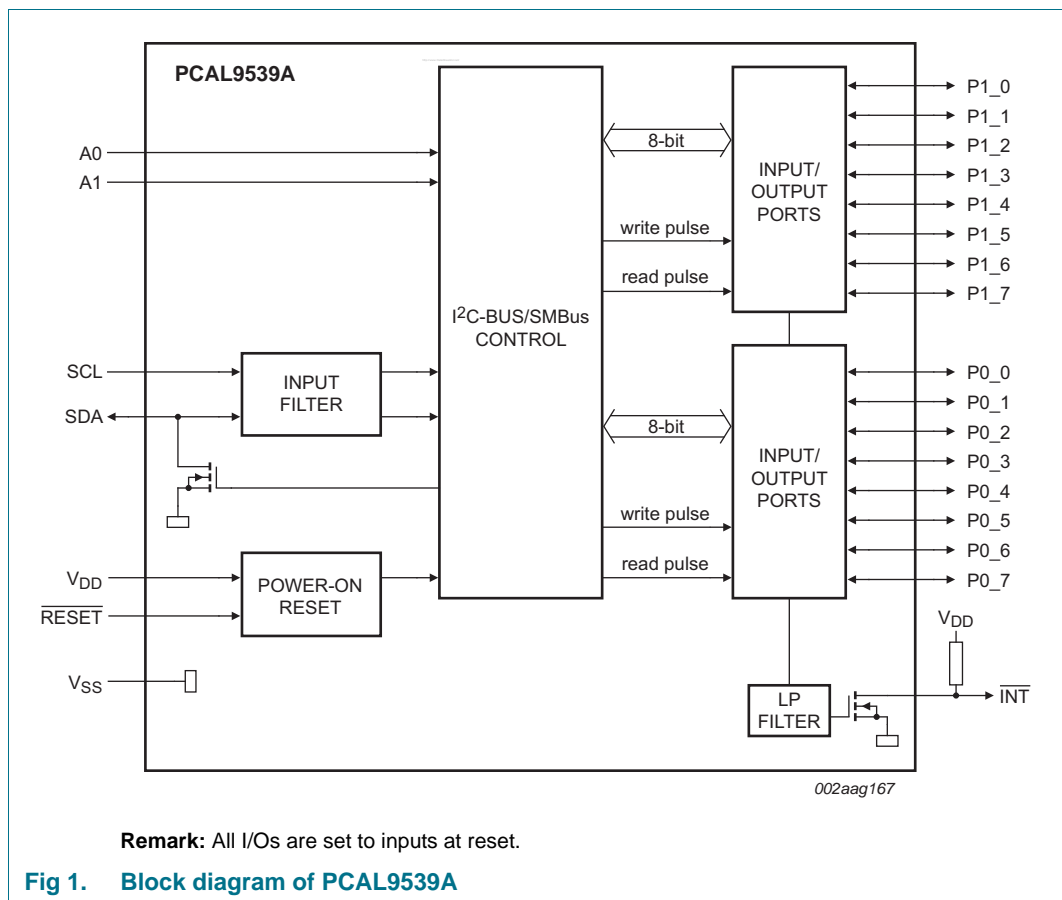 PCAL9539A
A0
A1
SCL
SDA
VDD
RESET
VSS
INPUT
FILTER
POWER-ON
RESET
I2C-BUS/SMBus
CONTROL
8-bit
write pulse
read pulse
8-bit
write pulse
read pulse
INPUT/
OUTPUT
PORTS
INPUT/
OUTPUT
PORTS
LP
FILTER
P1_0
P1_1
P1_2
P1_3
P1_4
P1_5
P1_6
P1_7
P0_0
P0_1
P0_2
P0_3
P0_4
P0_5
P0_6
P0_7
VDD
INT
002aag167
Remark: All I/Os are set to inputs at reset.
Fig 1. Block diagram of PCAL9539A